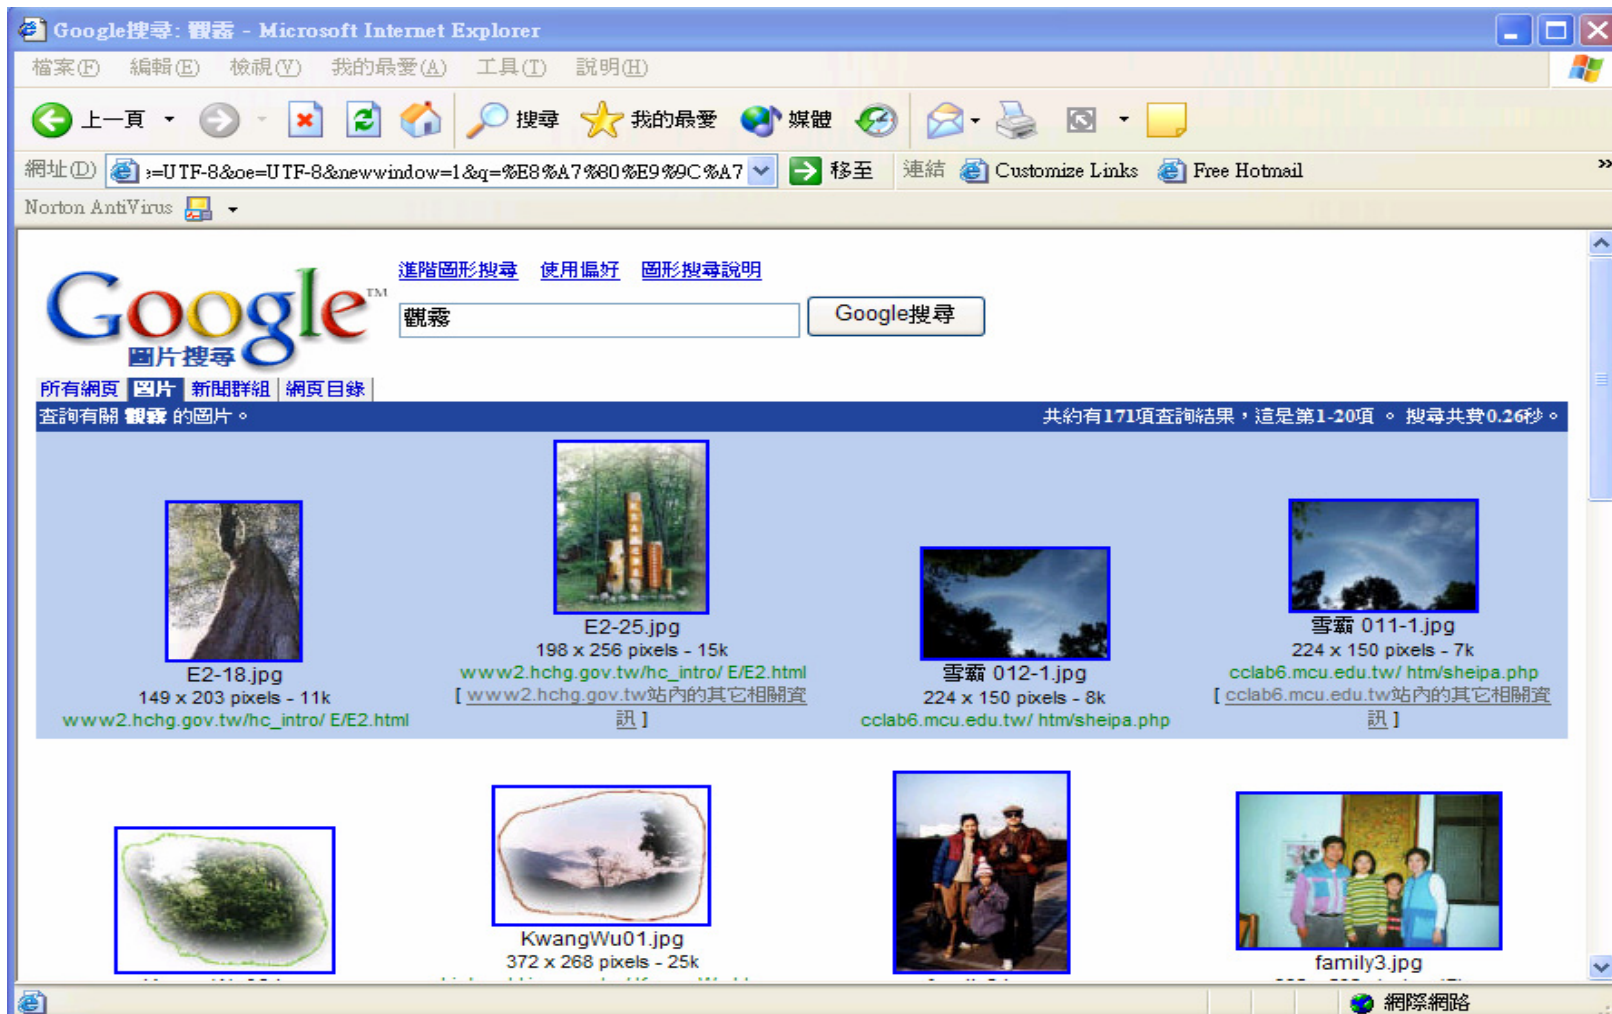 Google搜尋: 觀霧 - Microsoft Internet Explorer
檔案(F) 編輯(E) 檢視(V) 我的最愛(A) 工具(T) 說明(H)
上一頁 搜尋 我的最愛 媒體
網址(D) :=UTF-8&oe=UTF-8&newwindow=1&q=%E8%A7%80%E9%9C%A7 移至 連結 Customize Links Free Hotmail »
Norton AntiVirus
進階圖形搜尋 使用偏好 圖形搜尋說明
Google™
觀霧 Google搜尋
圖片搜尋
所有網頁 圖片 新聞群組 網頁目錄
查詢有關 觀霧 的圖片。 共約有171項查詢結果，這是第1-20項 。 搜尋共費0.26秒。
E2-18.jpg
149 x 203 pixels - 11k
www2.hchg.gov.tw/hc_intro/ E/E2.html
E2-25.jpg
198 x 256 pixels - 15k
www2.hchg.gov.tw/hc_intro/ E/E2.html
[ www2.hchg.gov.tw站內的其它相關資
訊 ]
雪霸 012-1.jpg
224 x 150 pixels - 8k
cclab6.mcu.edu.tw/ htm/sheipa.php
雪霸 011-1.jpg
224 x 150 pixels - 7k
cclab6.mcu.edu.tw/ htm/sheipa.php
[ cclab6.mcu.edu.tw站內的其它相關資
訊 ]
KwangWu01.jpg
372 x 268 pixels - 25k
family3.jpg
網際網路